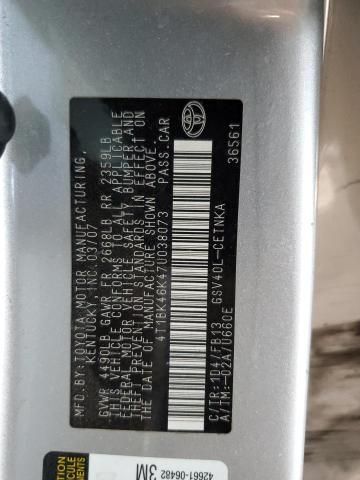 MFD. BY: TOYOTA MOTOR MANUFACTURING,
KENTUCKY, INC. 03/07
GVWR 4490LB GAWR FR 2668LB RR 2359LB
THIS VEHICLE CONFORMS TO ALL APPLICABLE
FEDERAL MOTOR VEHICLE SAFETY, BUMPER, AND
THEFT PREVENTION STANDARDS IN EFFECT ON
THE DATE OF MANUFACTURE SHOWN ABOVE.
4T1BK46K47U038073 PASS.CAR
C/TR:1D4/FB13 GSV40L-CETNKA
A/TM:-02A/U660E 36561
42661-06482
3M